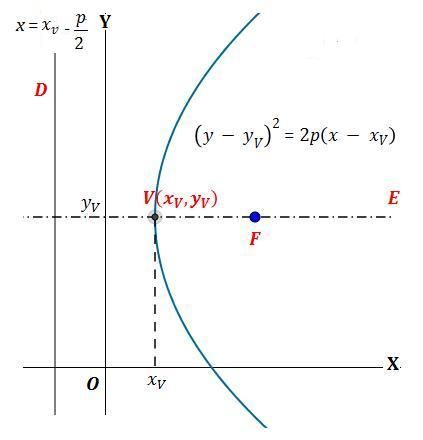 x = x_v - p/2
Y
D
(y − y_V)² = 2p(x − x_V)
y_V
V(x_V, y_V)
E
F
X
O
x_V